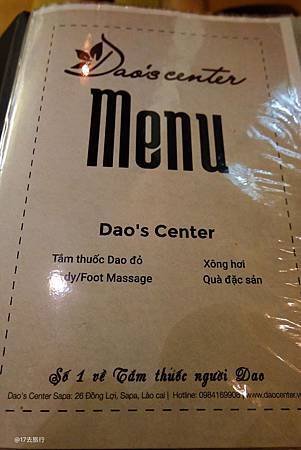 Dao's center
Menu
Dao's Center
Tắm thuốc Dao đỏ
Xông hơi
Body/Foot Massage
Quà đặc sản
Số 1 về Tắm thuốc người Dao
Dao's Center Sapa: 26 Đồng Lợi, Sapa, Lào cai | Hotline: | www.daocenter.v
@17去旅行